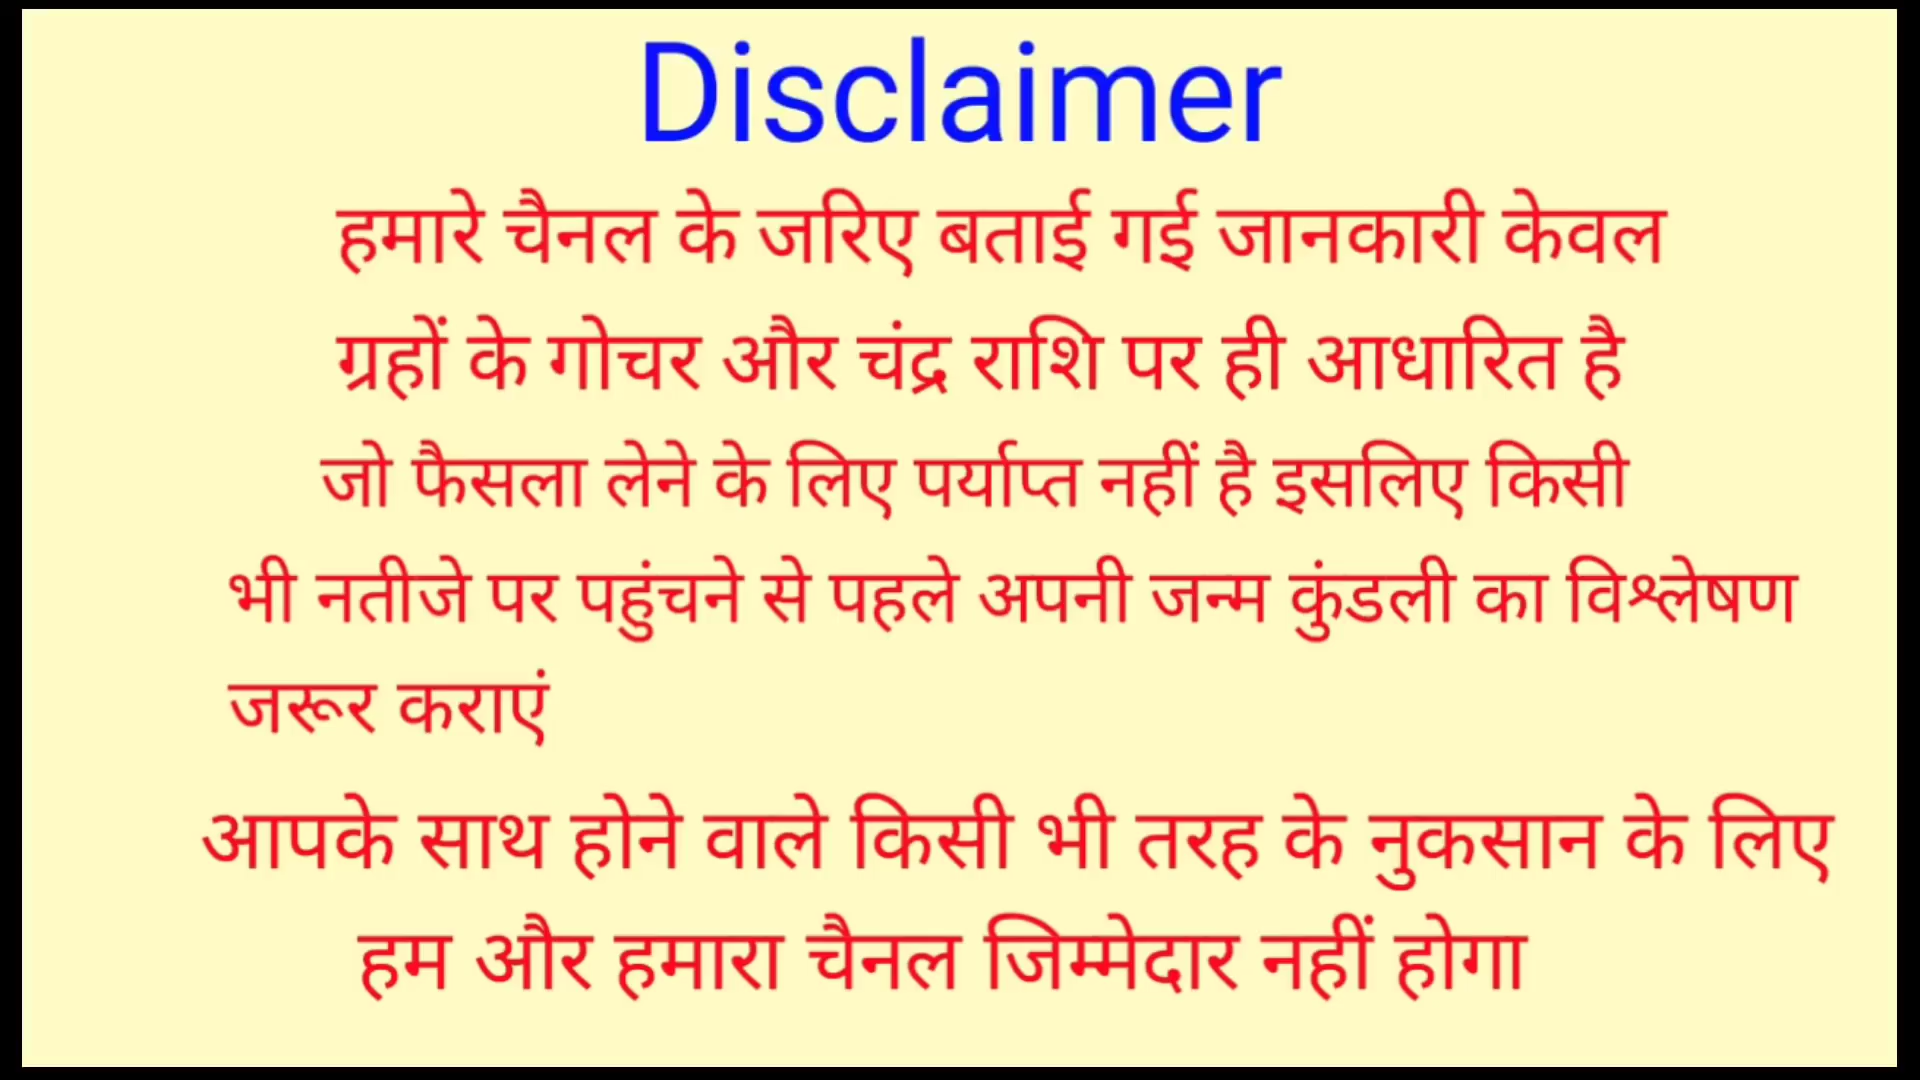 Disclaimer
हमारे चैनल के जरिए बताई गई जानकारी केवल
ग्रहों के गोचर और चंद्र राशि पर ही आधारित है
जो फैसला लेने के लिए पर्याप्त नहीं है इसलिए किसी
भी नतीजे पर पहुंचने से पहले अपनी जन्म कुंडली का विश्लेषण
जरूर कराएं
आपके साथ होने वाले किसी भी तरह के नुकसान के लिए
हम और हमारा चैनल जिम्मेदार नहीं होगा